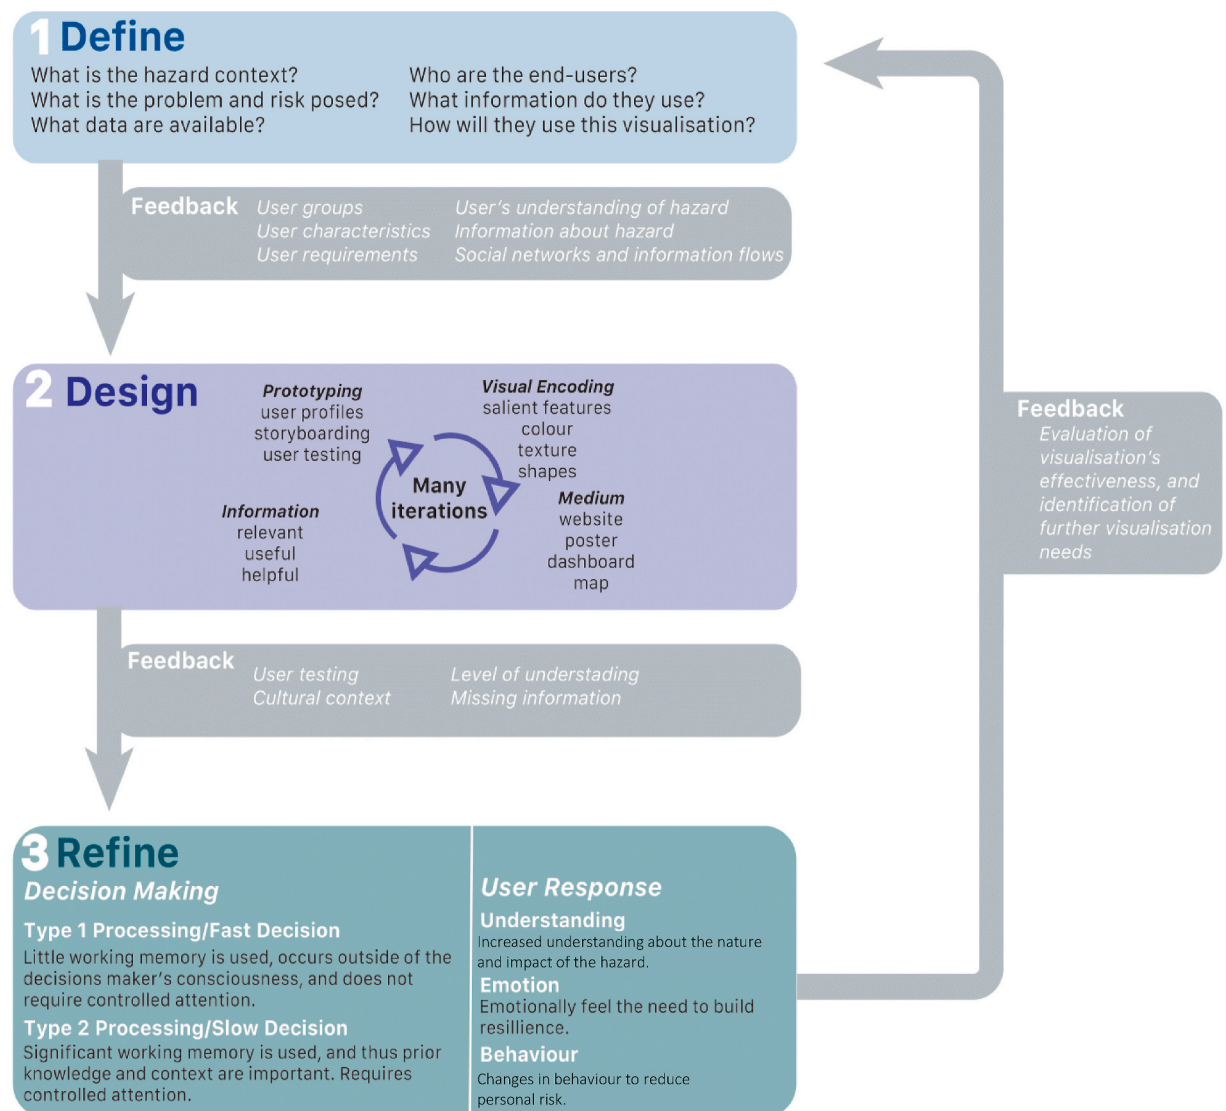 1 Define
What is the hazard context?
What is the problem and risk posed?
What data are available?
Who are the end-users?
What information do they use?
How will they use this visualisation?
Feedback
User groups
User characteristics
User requirements
User's understanding of hazard
Information about hazard
Social networks and information flows
2 Design
Prototyping
user profiles
storyboarding
user testing
Visual Encoding
salient features
colour
texture
shapes
Many
iterations
Information
relevant
useful
helpful
Medium
website
poster
dashboard
map
Feedback
User testing
Cultural context
Level of understading
Missing information
3 Refine
Decision Making
Type 1 Processing/Fast Decision
Little working memory is used, occurs outside of the
decisions maker's consciousness, and does not
require controlled attention.
Type 2 Processing/Slow Decision
Significant working memory is used, and thus prior
knowledge and context are important. Requires
controlled attention.
User Response
Understanding
Increased understanding about the nature
and impact of the hazard.
Emotion
Emotionally feel the need to build
resillience.
Behaviour
Changes in behaviour to reduce
personal risk.
Feedback
Evaluation of
visualisation's
effectiveness, and
identification of
further visualisation
needs